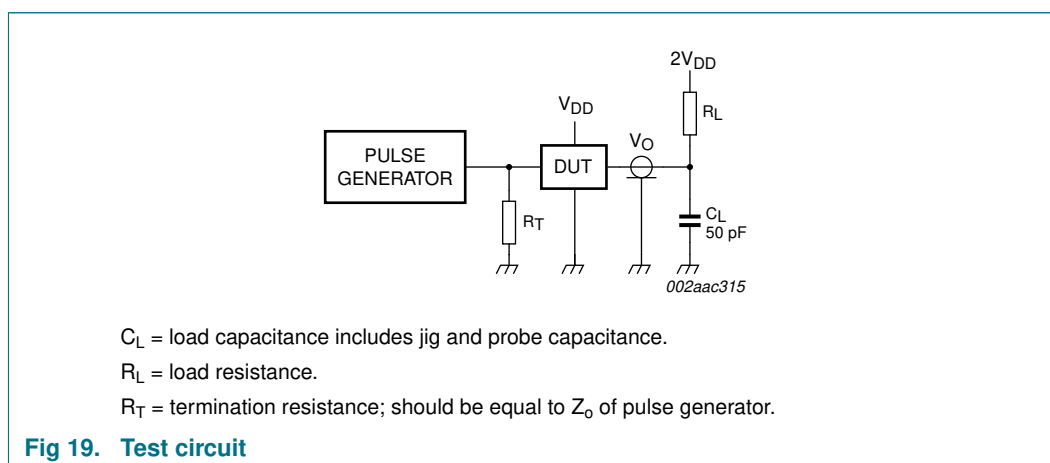 2VDD
RL
VDD
VO
PULSE
GENERATOR
DUT
RT
CL
50 pF
002aac315
CL = load capacitance includes jig and probe capacitance.
RL = load resistance.
RT = termination resistance; should be equal to Zo of pulse generator.
Fig 19. Test circuit